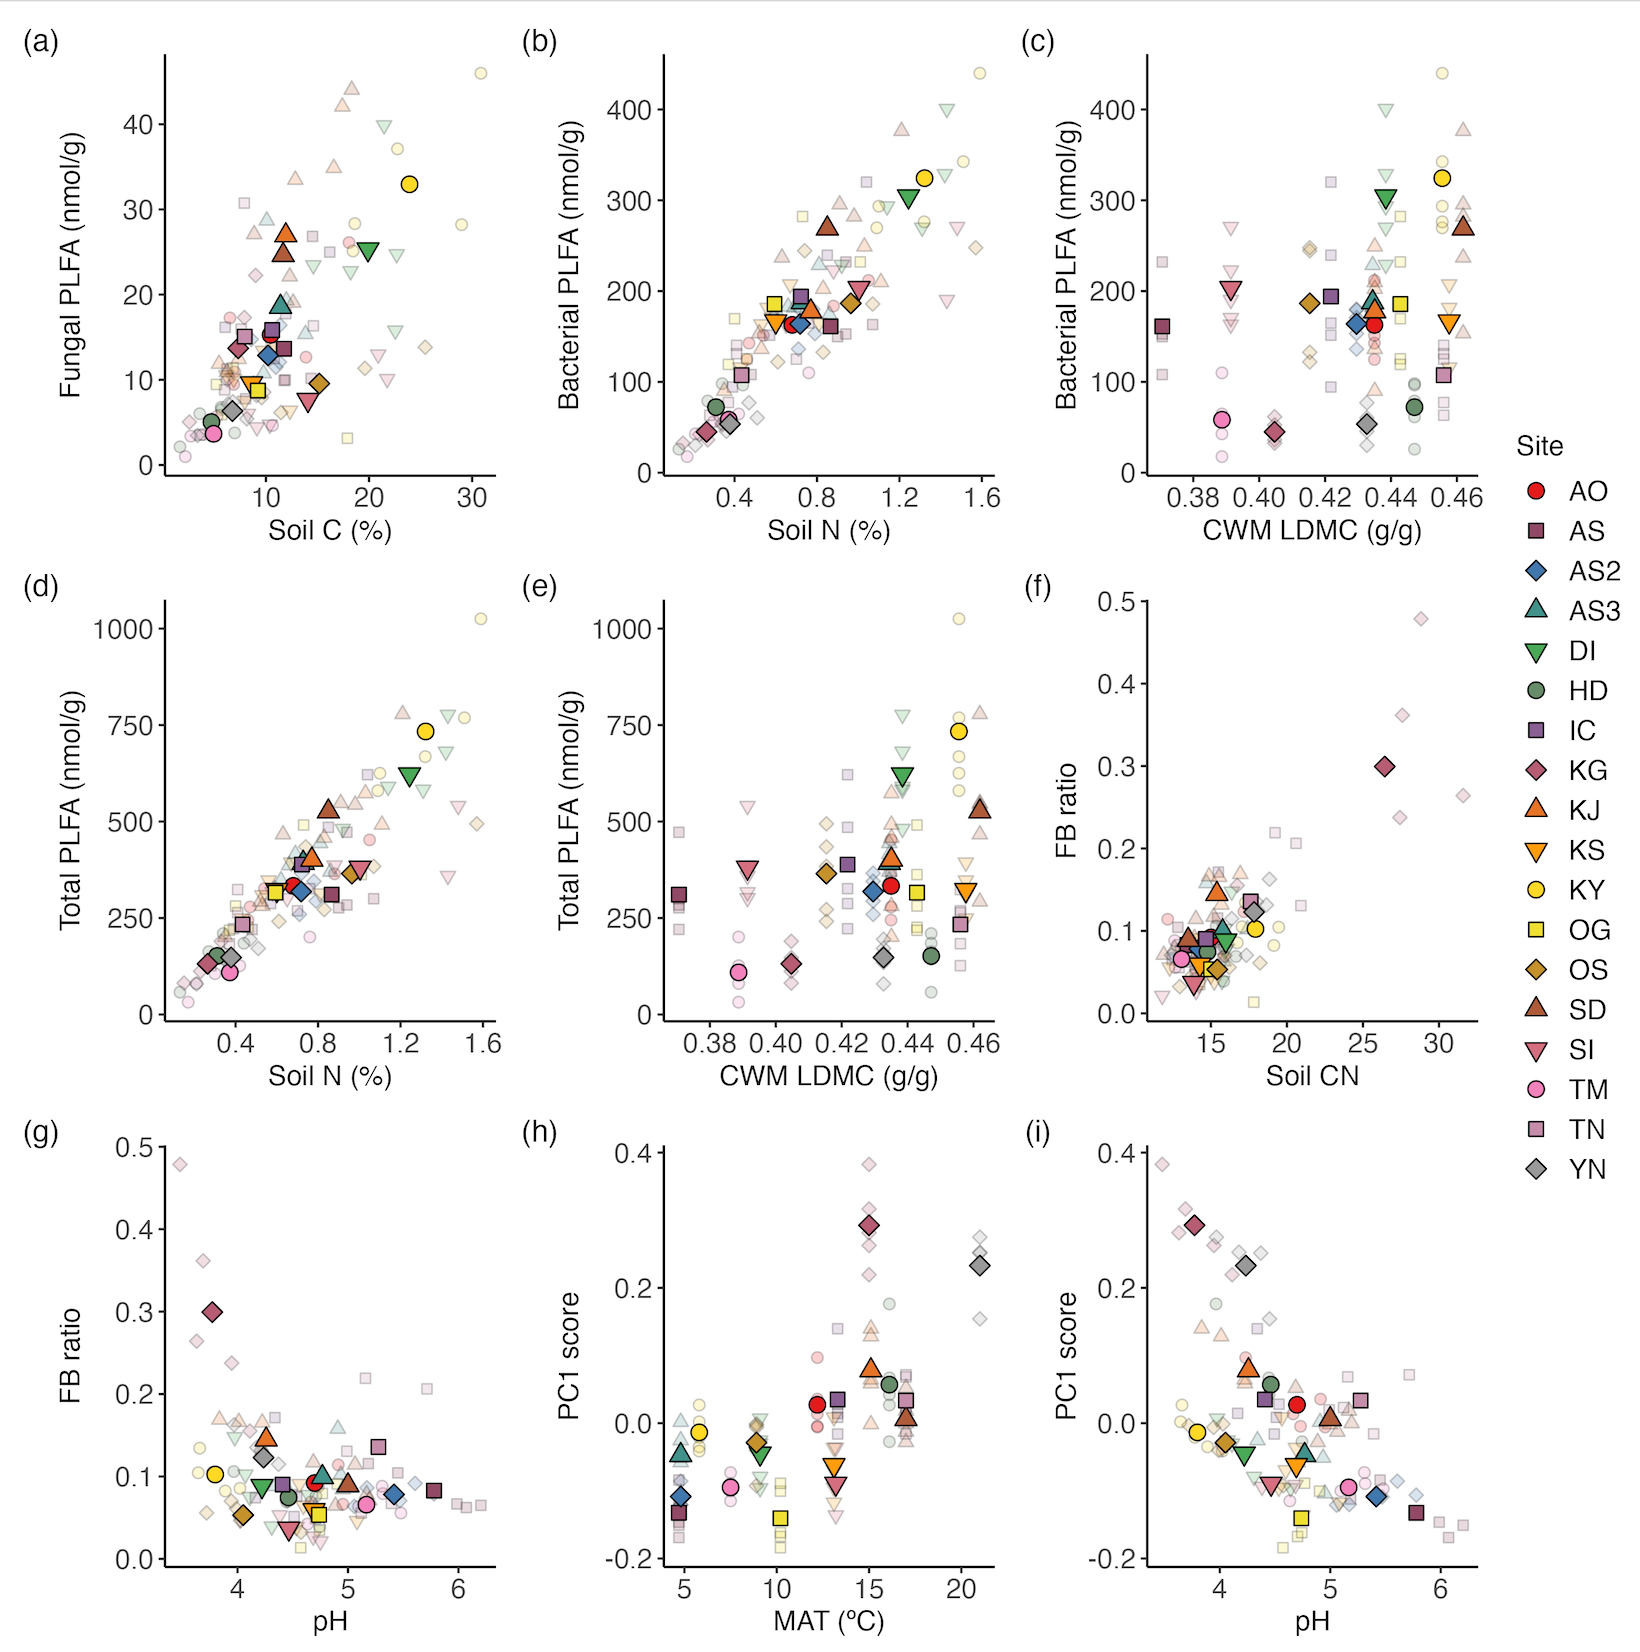 (a)
(b)
(c)
Fungal PLFA (nmol/g)
40
30
20
10
0
10
20
30
Soil C (%)
Bacterial PLFA (nmol/g)
400
300
200
100
0
0.4
0.8
1.2
1.6
Soil N (%)
Bacterial PLFA (nmol/g)
400
300
200
100
0
0.38
0.40
0.42
0.44
0.46
CWM LDMC (g/g)
(d)
(e)
(f)
Total PLFA (nmol/g)
1000
750
500
250
0
0.4
0.8
1.2
1.6
Soil N (%)
Total PLFA (nmol/g)
1000
750
500
250
0
0.38
0.40
0.42
0.44
0.46
CWM LDMC (g/g)
FB ratio
0.5
0.4
0.3
0.2
0.1
0.0
15
20
25
30
Soil CN
(g)
(h)
(i)
FB ratio
0.5
0.4
0.3
0.2
0.1
0.0
4
5
6
pH
PC1 score
0.4
0.2
0.0
-0.2
5
10
15
20
MAT (ºC)
PC1 score
0.4
0.2
0.0
-0.2
4
5
6
pH
Site
AO
AS
AS2
AS3
DI
HD
IC
KG
KJ
KS
KY
OG
OS
SD
SI
TM
TN
YN